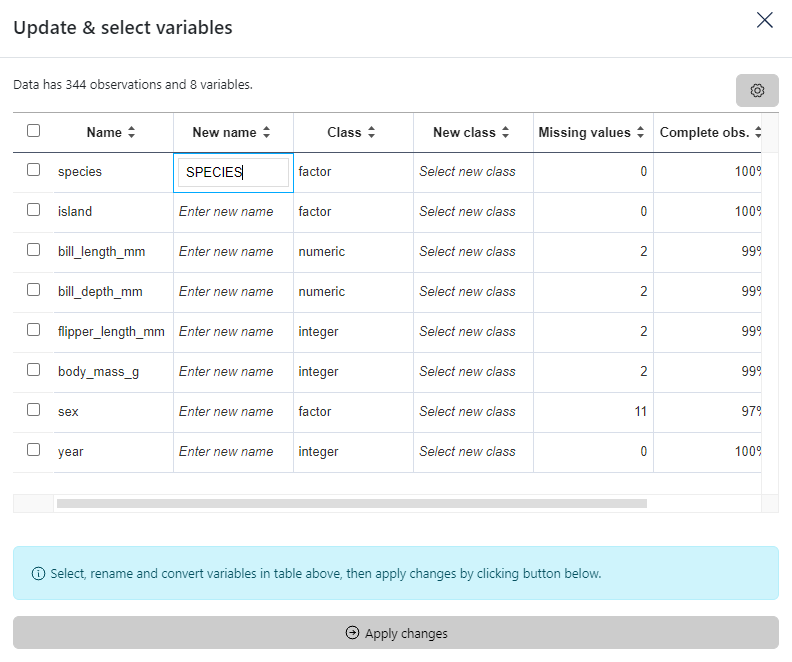 Update & select variables
Data has 344 observations and 8 variables.
Name New name Class New class Missing values Complete obs.
species SPECIES factor Select new class 0 100%
island Enter new name factor Select new class 0 100%
bill_length_mm Enter new name numeric Select new class 2 99%
bill_depth_mm Enter new name numeric Select new class 2 99%
flipper_length_mm Enter new name integer Select new class 2 99%
body_mass_g Enter new name integer Select new class 2 99%
sex Enter new name factor Select new class 11 97%
year Enter new name integer Select new class 0 100%
Select, rename and convert variables in table above, then apply changes by clicking button below.
Apply changes